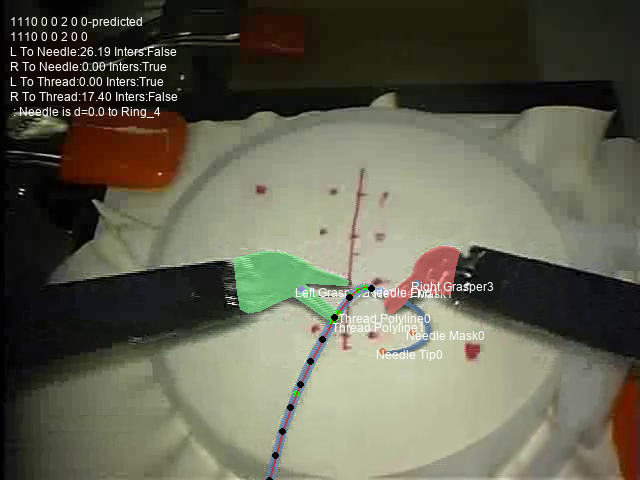 1110 0 0 2 0 0-predicted
1110 0 0 2 0 0
L To Needle:26.19 Inters:False
R To Needle:0.00 Inters:True
L To Thread:0.00 Inters:True
R To Thread:17.40 Inters:False
: Needle is d=0.0 to Ring_4
Right Grasper3
Left Grasper2
Needle
Thread Polyline0
Thread Polyline1
Needle Mask0
Needle Tip0